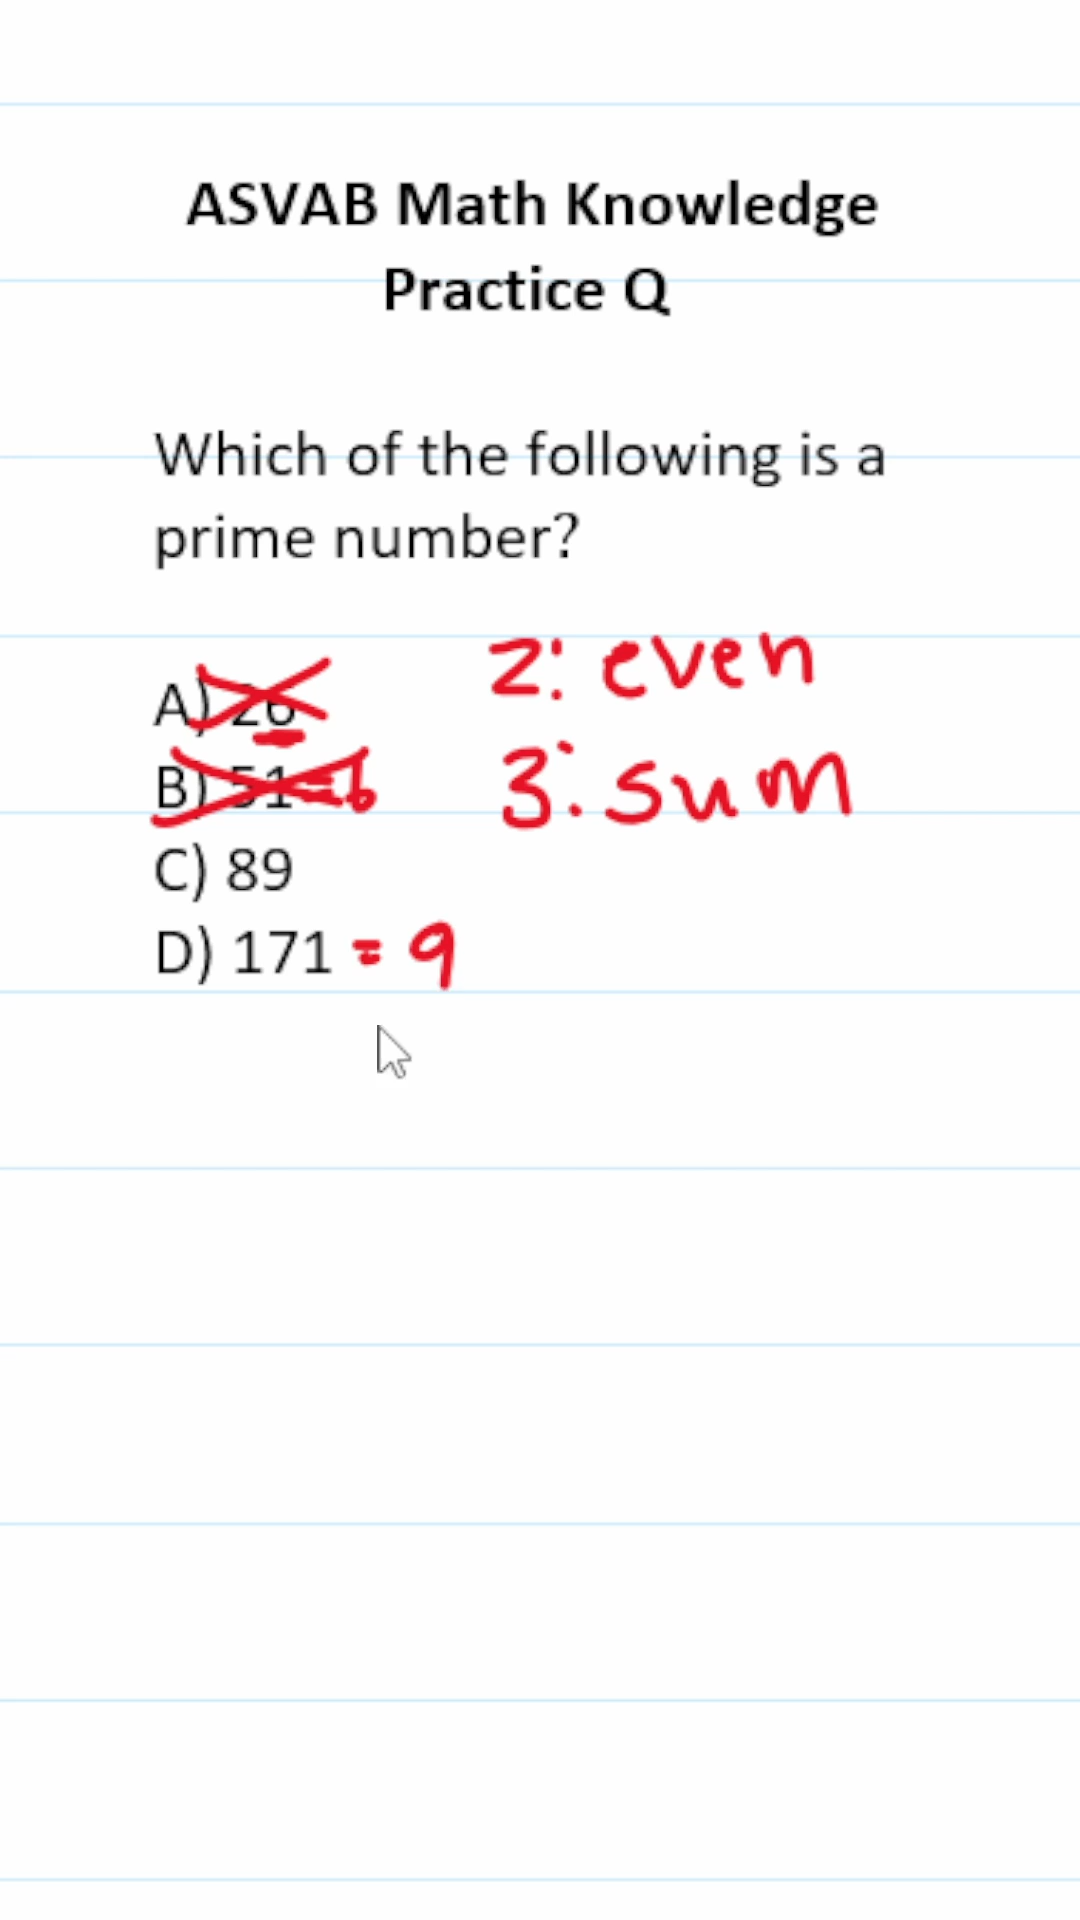 ASVAB Math Knowledge
Practice Q
Which of the following is a
prime number?
A) 26
2: even
B) 51 = 6
3: sum
C) 89
D) 171 = 9